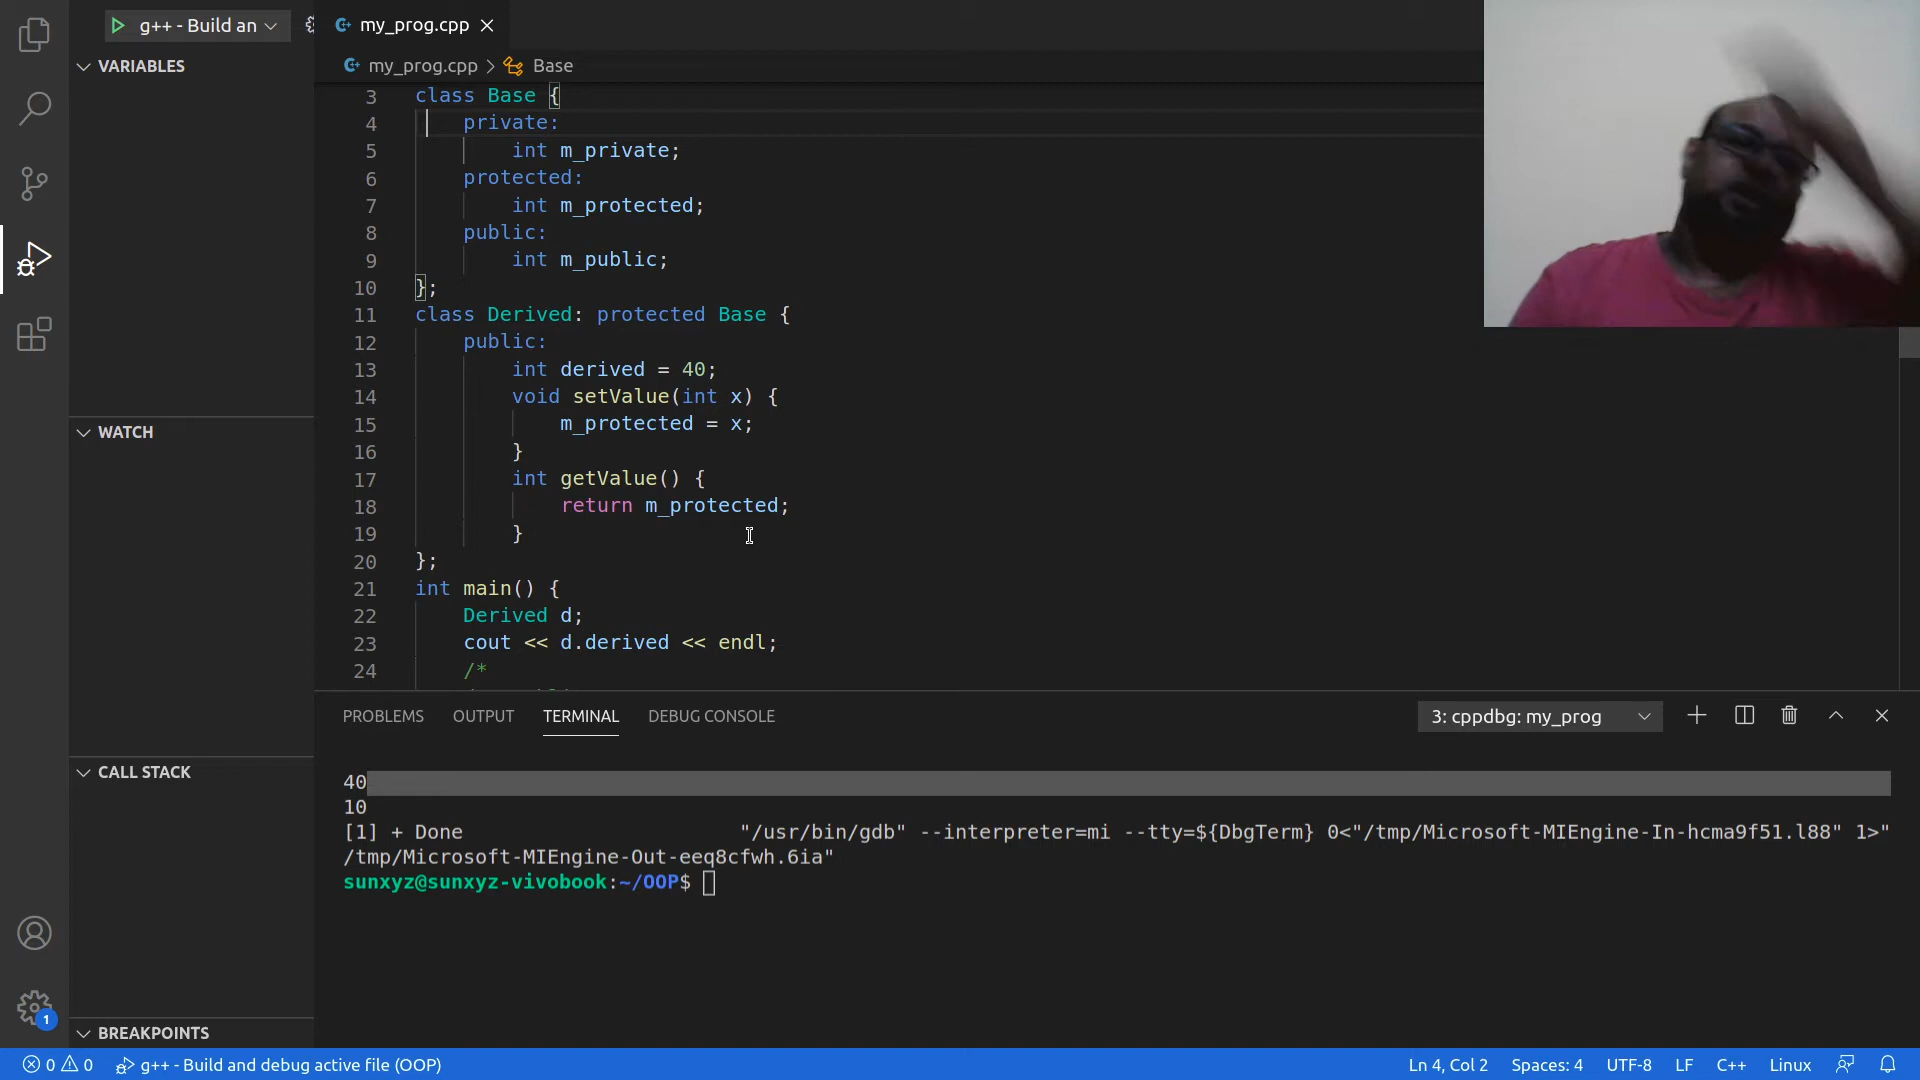 g++ - Build an
my_prog.cpp
VARIABLES
my_prog.cpp > Base
3 class Base {
4 private:
5 int m_private;
6 protected:
7 int m_protected;
8 public:
9 int m_public;
10 };
11 class Derived: protected Base {
12 public:
13 int derived = 40;
14 void setValue(int x) {
15 m_protected = x;
16 }
17 int getValue() {
18 return m_protected;
19 }
20 };
21 int main() {
22 Derived d;
23 cout << d.derived << endl;
24 /*
WATCH
CALL STACK
BREAKPOINTS
PROBLEMS OUTPUT TERMINAL DEBUG CONSOLE 3: cppdbg: my_prog
40
10
[1] + Done "/usr/bin/gdb" --interpreter=mi --tty=${DbgTerm} 0<"/tmp/Microsoft-MIEngine-In-hcma9f51.l88" 1>"
/tmp/Microsoft-MIEngine-Out-eeq8cfwh.6ia"
sunxyz@sunxyz-vivobook:~/OOP$
1
0 0 g++ - Build and debug active file (OOP) Ln 4, Col 2 Spaces: 4 UTF-8 LF C++ Linux